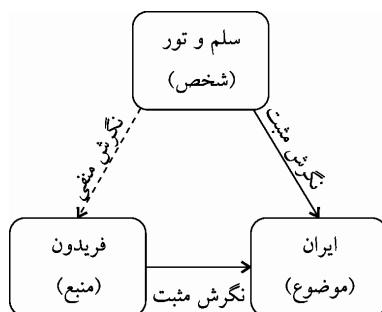 سلم و تور
(شخص)
نگرش منفی
نگرش مثبت
فریدون
(منبع)
نگرش مثبت
ایران
(موضوع)